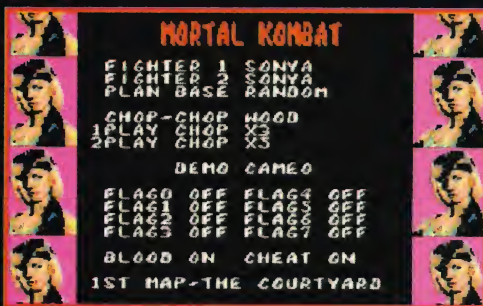 MORTAL KOMBAT
FIGHTER 1 SONYA
FIGHTER 2 SONYA
PLAN BASE RANDOM
CHOP-CHOP WOOD
1PLAY CHOP X3
2PLAY CHOP X3
DEMO CAMEO
FLAG0 OFF FLAG4 OFF
FLAG1 OFF FLAG5 OFF
FLAG2 OFF FLAG6 OFF
FLAG3 OFF FLAG7 OFF
BLOOD ON CHEAT ON
1ST MAP-THE COURTYARD